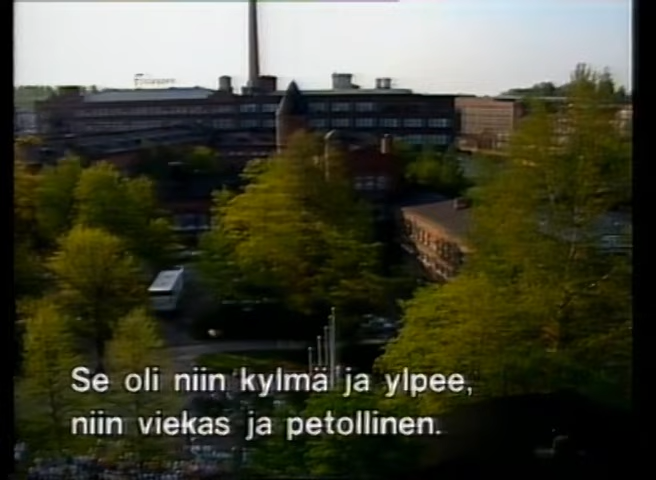 Se oli niin kylmä ja ylpee,
niin viekas ja petollinen.